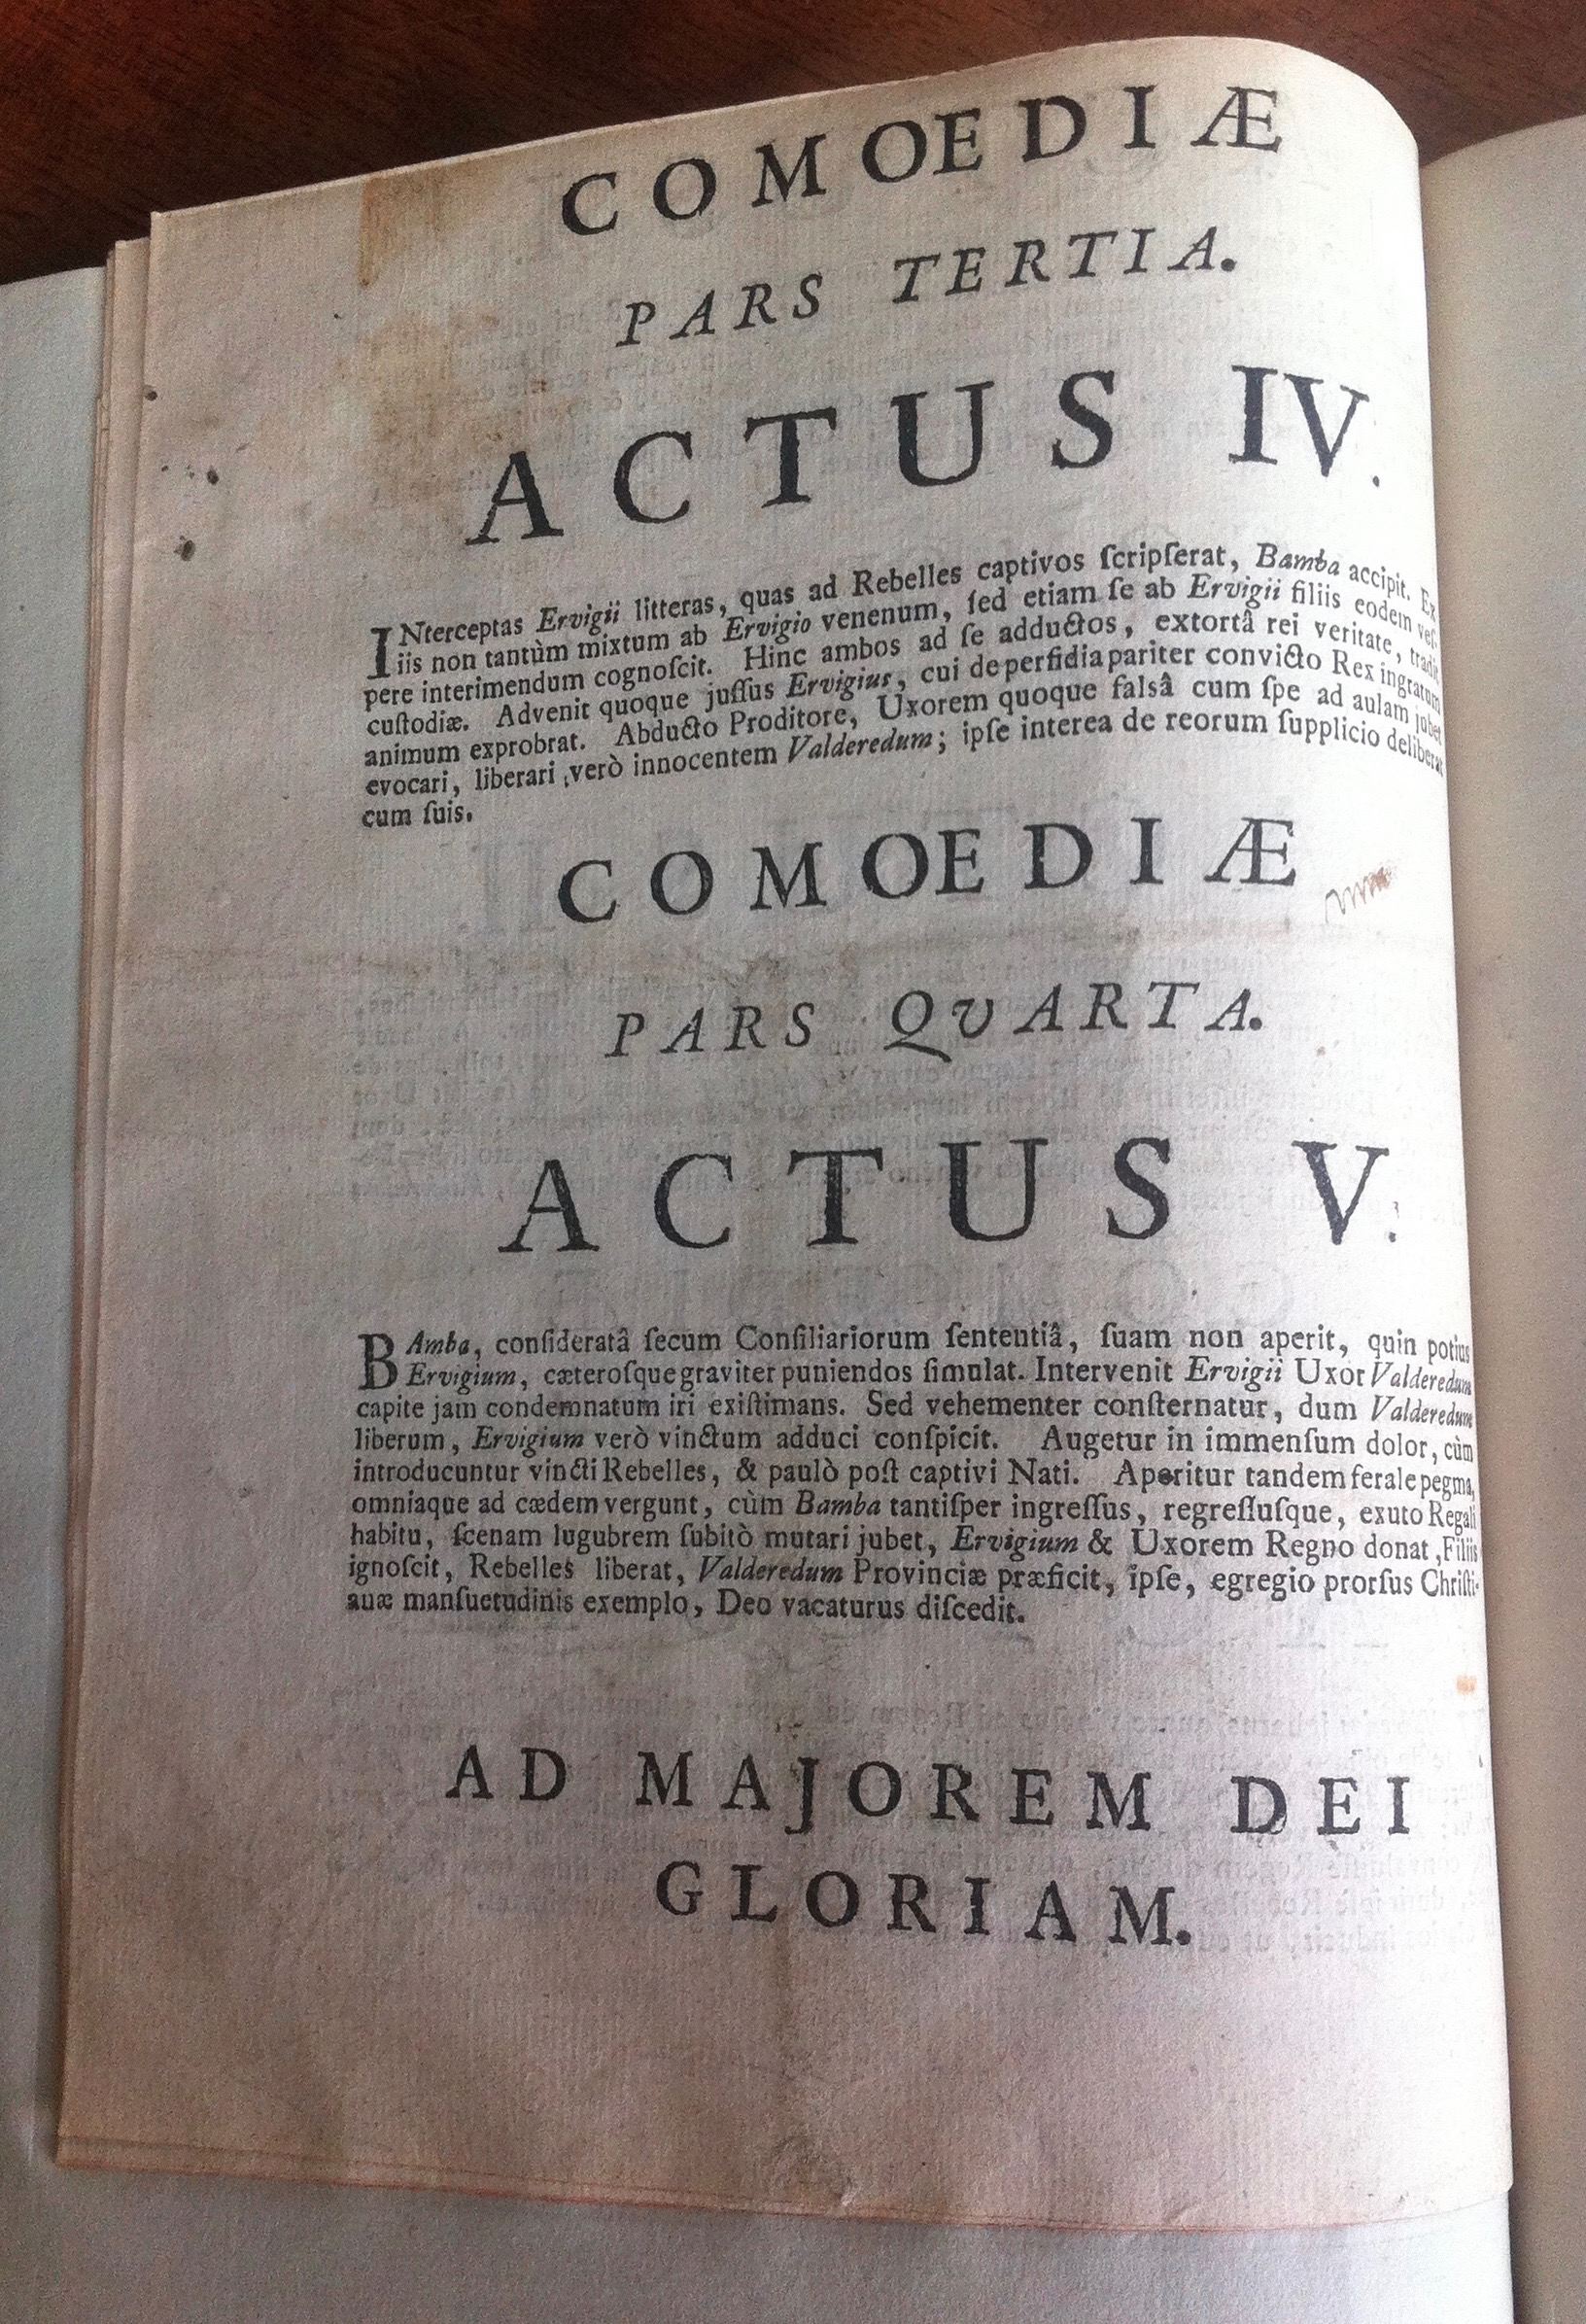 COMOEDIÆ
PARS TERTIA.
ACTUS IV.
INterceptas Ervigii litteras, quas ad Rebelles captivos ſcripſerat, Bamba accipit. Ex
iis non tantùm mixtum ab Ervigio venenum, ſed etiam ſe ab Ervigii filiis eodem veſ-
pere interimendum cognoſcit. Hinc ambos ad ſe adductos, extortâ rei veritate, tradit
cuſtodiæ. Advenit quoque juſſus Ervigius, cui de perfidia pariter convicto Rex ingratum
animum exprobrat. Abducto Proditore, Uxorem quoque falsâ cum ſpe ad aulam jubet
evocari, liberari verò innocentem Valderedum; ipſe interea de reorum ſupplicio deliberat
cum ſuis.
COMOEDIÆ
PARS QVARTA.
ACTUS V.
BAmba, conſideratâ ſecum Conſiliariorum ſententiâ, ſuam non aperit, quin potius
Ervigium, cæteroſque graviter puniendos ſimulat. Intervenit Ervigii Uxor Valderedum
capite jam condemnatum iri exiſtimans. Sed vehementer conſternatur, dum Valderedum
liberum, Ervigium verò vinctum adduci conſpicit. Augetur in immenſum dolor, cùm
introducuntur vincti Rebelles, & paulò poſt captivi Nati. Aperitur tandem ferale pegma,
omniaque ad cædem vergunt, cùm Bamba tantiſper ingreſſus, regreſſuſque, exuto Regali
habitu, ſcenam lugubrem ſubitò mutari jubet, Ervigium & Uxorem Regno donat, Filiis
ignoſcit, Rebelles liberat, Valderedum Provinciæ præficit, ipſe, egregio prorſus Chriſti-
anæ manſuetudinis exemplo, Deo vacaturus diſcedit.
AD MAJOREM DEI
GLORIAM.